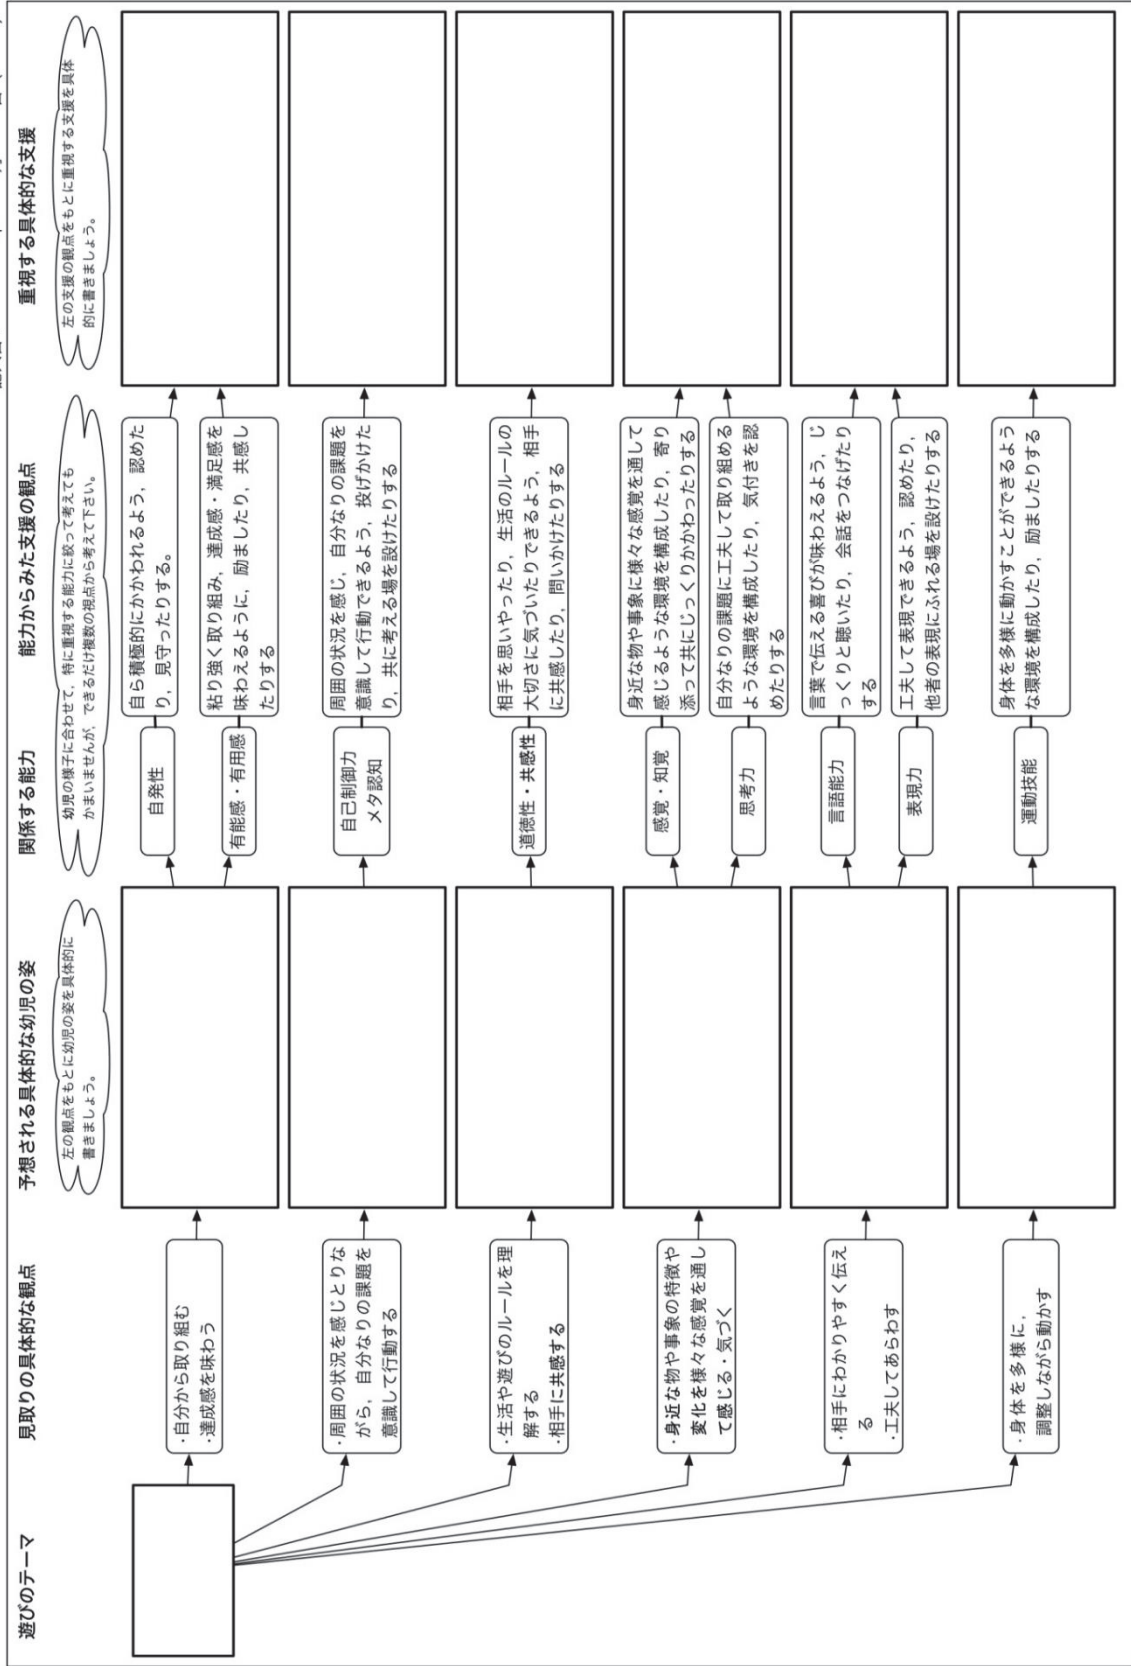 遊びのテーマ
見取りの具体的な観点
予想される具体的な幼児の姿
関係する能力
能力からみた支援の観点
重視する具体的な支援
左の観点をもとに幼児の姿を具体的に
書きましょう。
幼児の様子に合わせて，特に重視する能力に絞って考えても
かまいませんが，できるだけ複数の視点から考えて下さい。
左の支援の観点をもとに重視する支援を具体
的に書きましょう。
・自分から取り組む
・達成感を味わう
自発性
自ら積極的にかかわれるよう，認めた
り，見守ったりする。
有能感・有用感
粘り強く取り組み，達成感・満足感を
味わえるように，励ましたり，共感し
たりする
・周囲の状況を感じとりな
がら，自分なりの課題を
意識して行動する
自己制御力
メタ認知
周囲の状況を感じ，自分なりの課題を
意識して行動できるよう，投げかけた
り，共に考える場を設けたりする
・生活や遊びのルールを理
解する
・相手に共感する
道徳性・共感性
相手を思いやったり，生活のルールの
大切さに気づいたりできるよう，相手
に共感したり，問いかけたりする
・身近な物や事象の特徴や
変化を様々な感覚を通し
て感じる・気づく
感覚・知覚
身近な物や事象に様々な感覚を通して
感じるような環境を構成したり，寄り
添って共にじっくりかかわったりする
思考力
自分なりの課題に工夫して取り組める
ような環境を構成したり，気付きを認
めたりする
・相手にわかりやすく伝え
る
・工夫してあらわす
言語能力
言葉で伝える喜びが味わえるよう，じ
っくりと聴いたり，会話をつなげたり
する
表現力
工夫して表現できるよう，認めたり，
他者の表現にふれる場を設けたりする
・身体を多様に，
調整しながら動かす
運動技能
身体を多様に動かすことができるよう
な環境を構成したり，励ましたりする